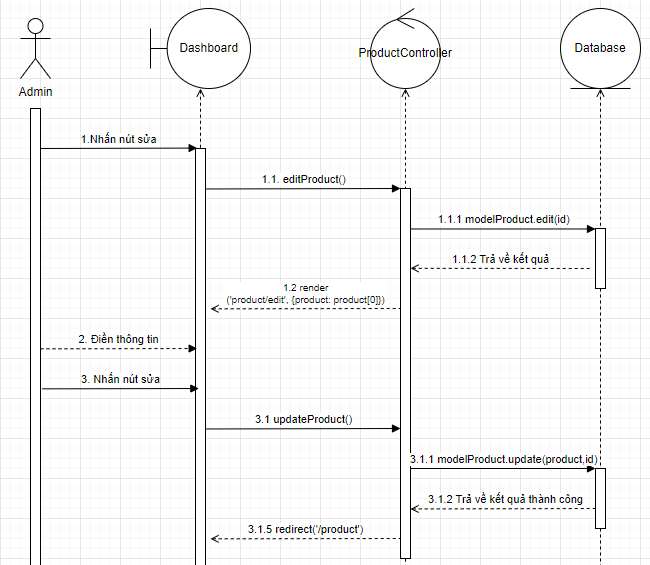 Dashboard
ProductController
Database
Admin
1.Nhấn nút sửa
1.1. editProduct()
1.1.1 modelProduct.edit(id)
1.1.2 Trả về kết quả
1.2 render
('product/edit', {product: product[0]})
2. Điền thông tin
3. Nhấn nút sửa
3.1 updateProduct()
3.1.1 modelProduct.update(product,id)
3.1.2 Trả về kết quả thành công
3.1.5 redirect('/product')